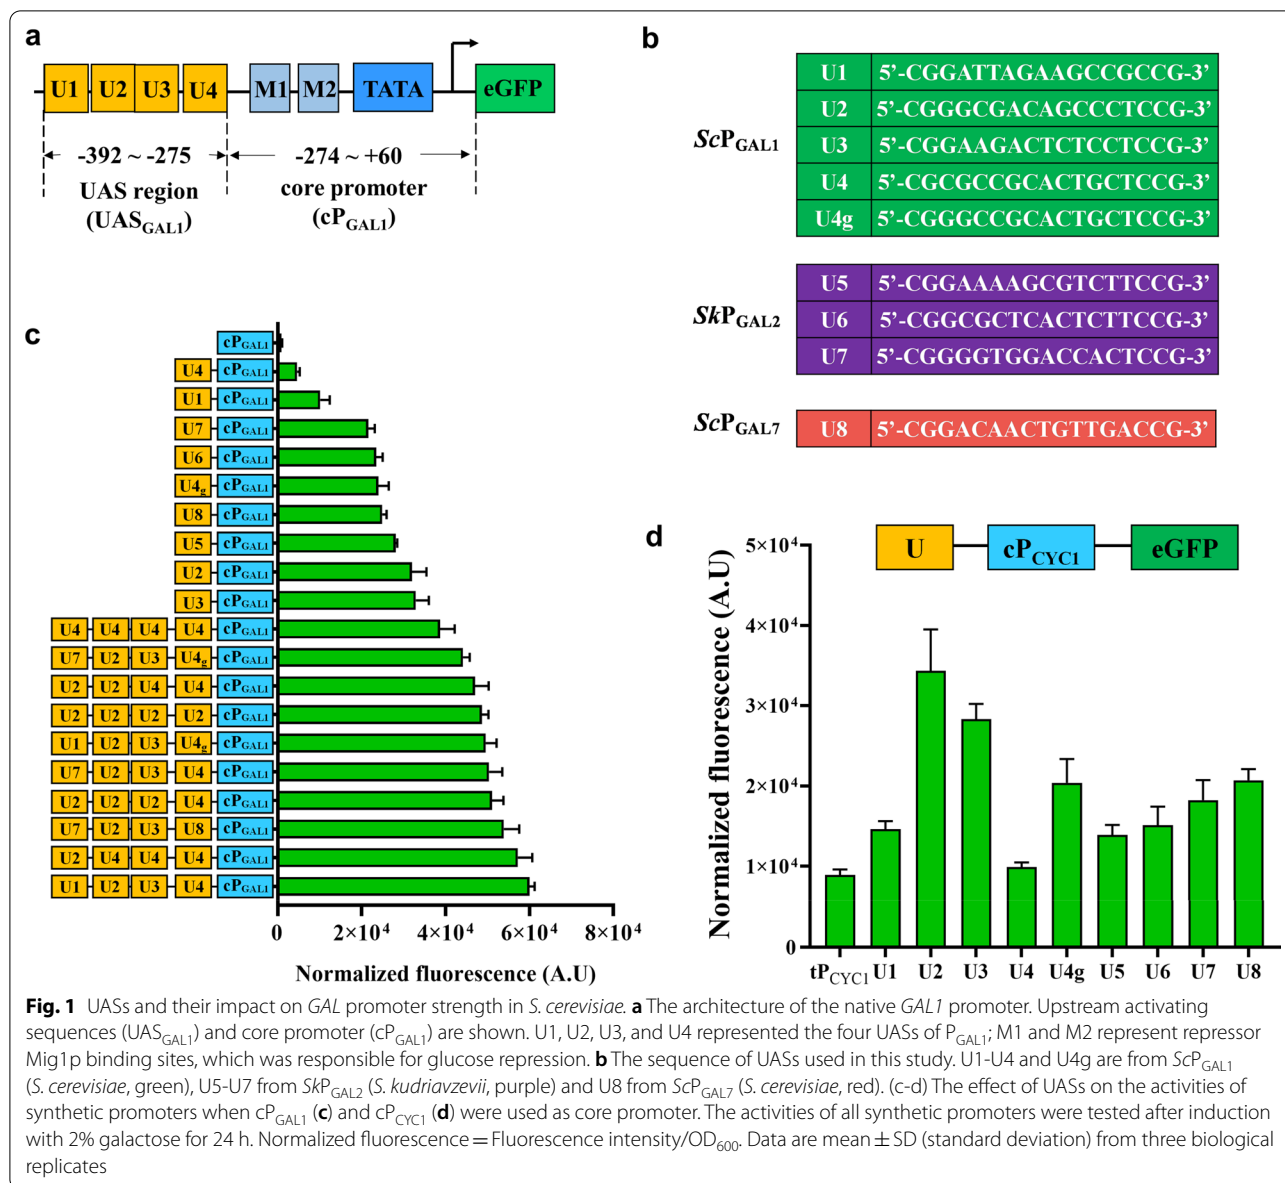 a
U1 U2 U3 U4 M1 M2 TATA eGFP
-392 ~ -275
UAS region
(UASGAL1)
-274 ~ +60
core promoter
(cPGAL1)
b
ScPGAL1
U1 5’-CGGATTAGAAGCCGCCG-3’
U2 5’-CGGGCGACAGCCCTCCG-3’
U3 5’-CGGAAGACTCTCCTCCG-3’
U4 5’-CGCGCCGCACTGCTCCG-3’
U4g 5’-CGGGCCGCACTGCTCCG-3’
SkPGAL2
U5 5’-CGGAAAAGCGTCTTCCG-3’
U6 5’-CGGCGCTCACTCTTCCG-3’
U7 5’-CGGGGTGGACCACTCCG-3’
ScPGAL7
U8 5’-CGGACAACTGTTGACCG-3’
c
cPGAL1
U4 cPGAL1
U1 cPGAL1
U7 cPGAL1
U6 cPGAL1
U4g cPGAL1
U8 cPGAL1
U5 cPGAL1
U2 cPGAL1
U3 cPGAL1
U4 U4 U4 U4 cPGAL1
U7 U2 U3 U4g cPGAL1
U2 U2 U4 U4 cPGAL1
U2 U2 U2 U2 cPGAL1
U1 U2 U3 U4g cPGAL1
U7 U2 U3 U4 cPGAL1
U2 U2 U2 U4 cPGAL1
U7 U2 U3 U8 cPGAL1
U2 U4 U4 U4 cPGAL1
U1 U2 U3 U4 cPGAL1
0 2×10⁴ 4×10⁴ 6×10⁴ 8×10⁴
Normalized fluorescence (A.U)
d
U cPCYC1 eGFP
Normalized fluorescence (A.U)
5×10⁴
4×10⁴
3×10⁴
2×10⁴
1×10⁴
0
tPCYC1 U1 U2 U3 U4 U4g U5 U6 U7 U8
Fig. 1 UASs and their impact on GAL promoter strength in S. cerevisiae. a The architecture of the native GAL1 promoter. Upstream activating
sequences (UASGAL1) and core promoter (cPGAL1) are shown. U1, U2, U3, and U4 represented the four UASs of PGAL1; M1 and M2 represent repressor
Mig1p binding sites, which was responsible for glucose repression. b The sequence of UASs used in this study. U1-U4 and U4g are from ScPGAL1
(S. cerevisiae, green), U5-U7 from SkPGAL2 (S. kudriavzevii, purple) and U8 from ScPGAL7 (S. cerevisiae, red). (c-d) The effect of UASs on the activities of
synthetic promoters when cPGAL1 (c) and cPCYC1 (d) were used as core promoter. The activities of all synthetic promoters were tested after induction
with 2% galactose for 24 h. Normalized fluorescence = Fluorescence intensity/OD600. Data are mean ± SD (standard deviation) from three biological
replicates